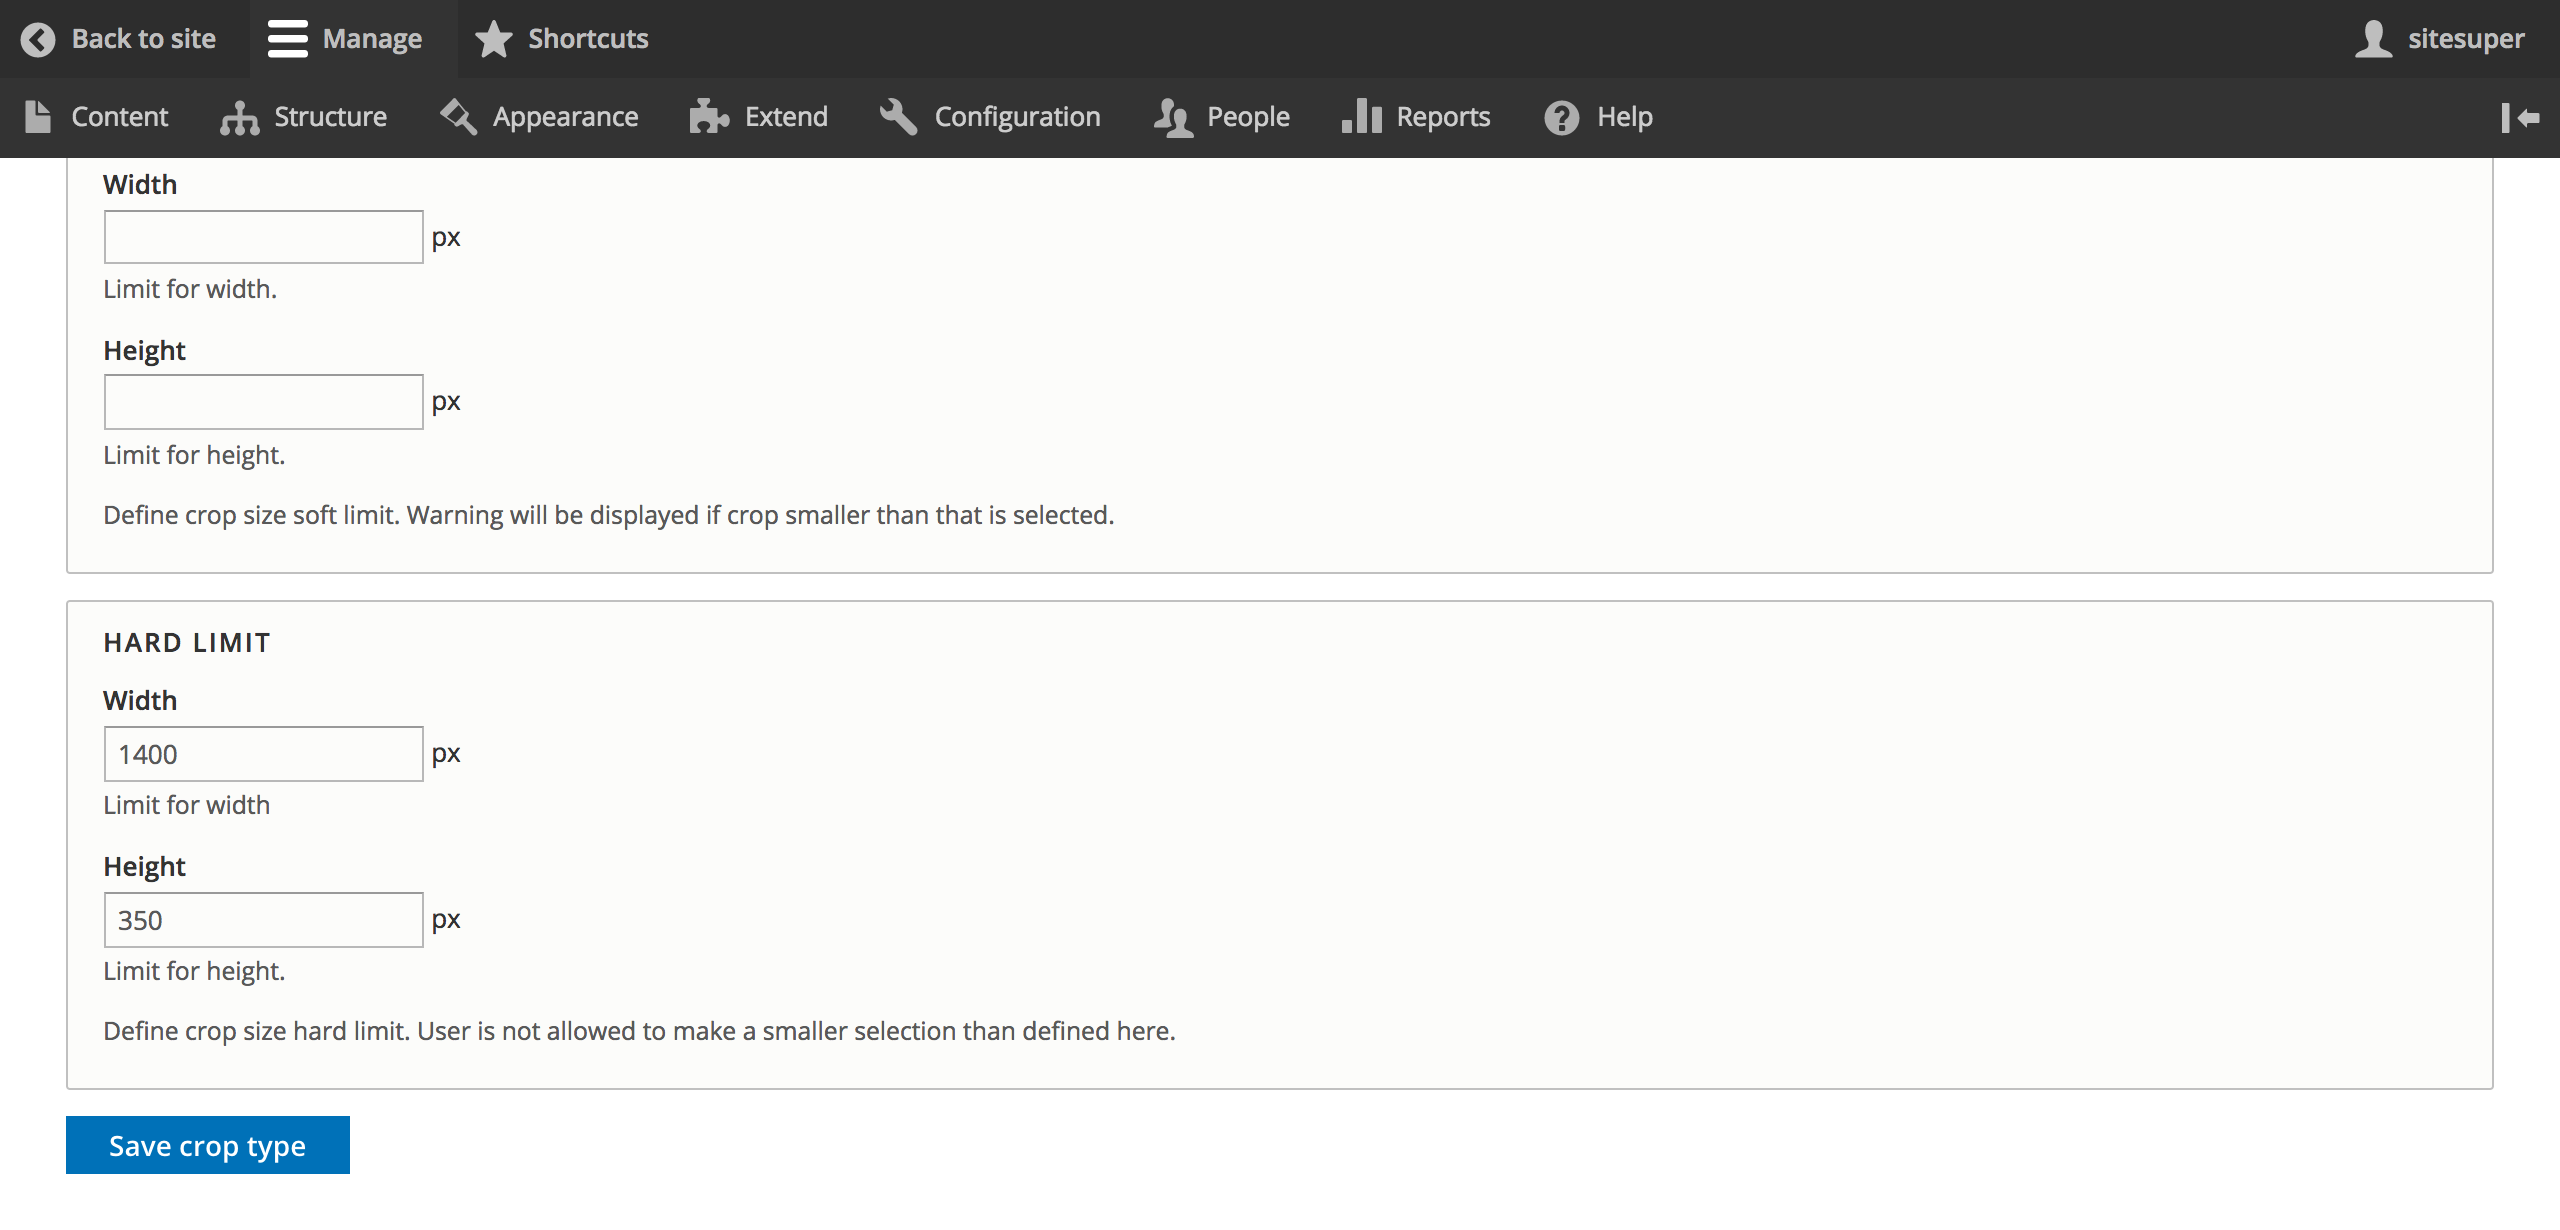 Back to site Manage Shortcuts sitesuper
Content Structure Appearance Extend Configuration People Reports Help
Width
px
Limit for width.
Height
px
Limit for height.
Define crop size soft limit. Warning will be displayed if crop smaller than that is selected.
HARD LIMIT
Width
1400 px
Limit for width
Height
350 px
Limit for height.
Define crop size hard limit. User is not allowed to make a smaller selection than defined here.
Save crop type